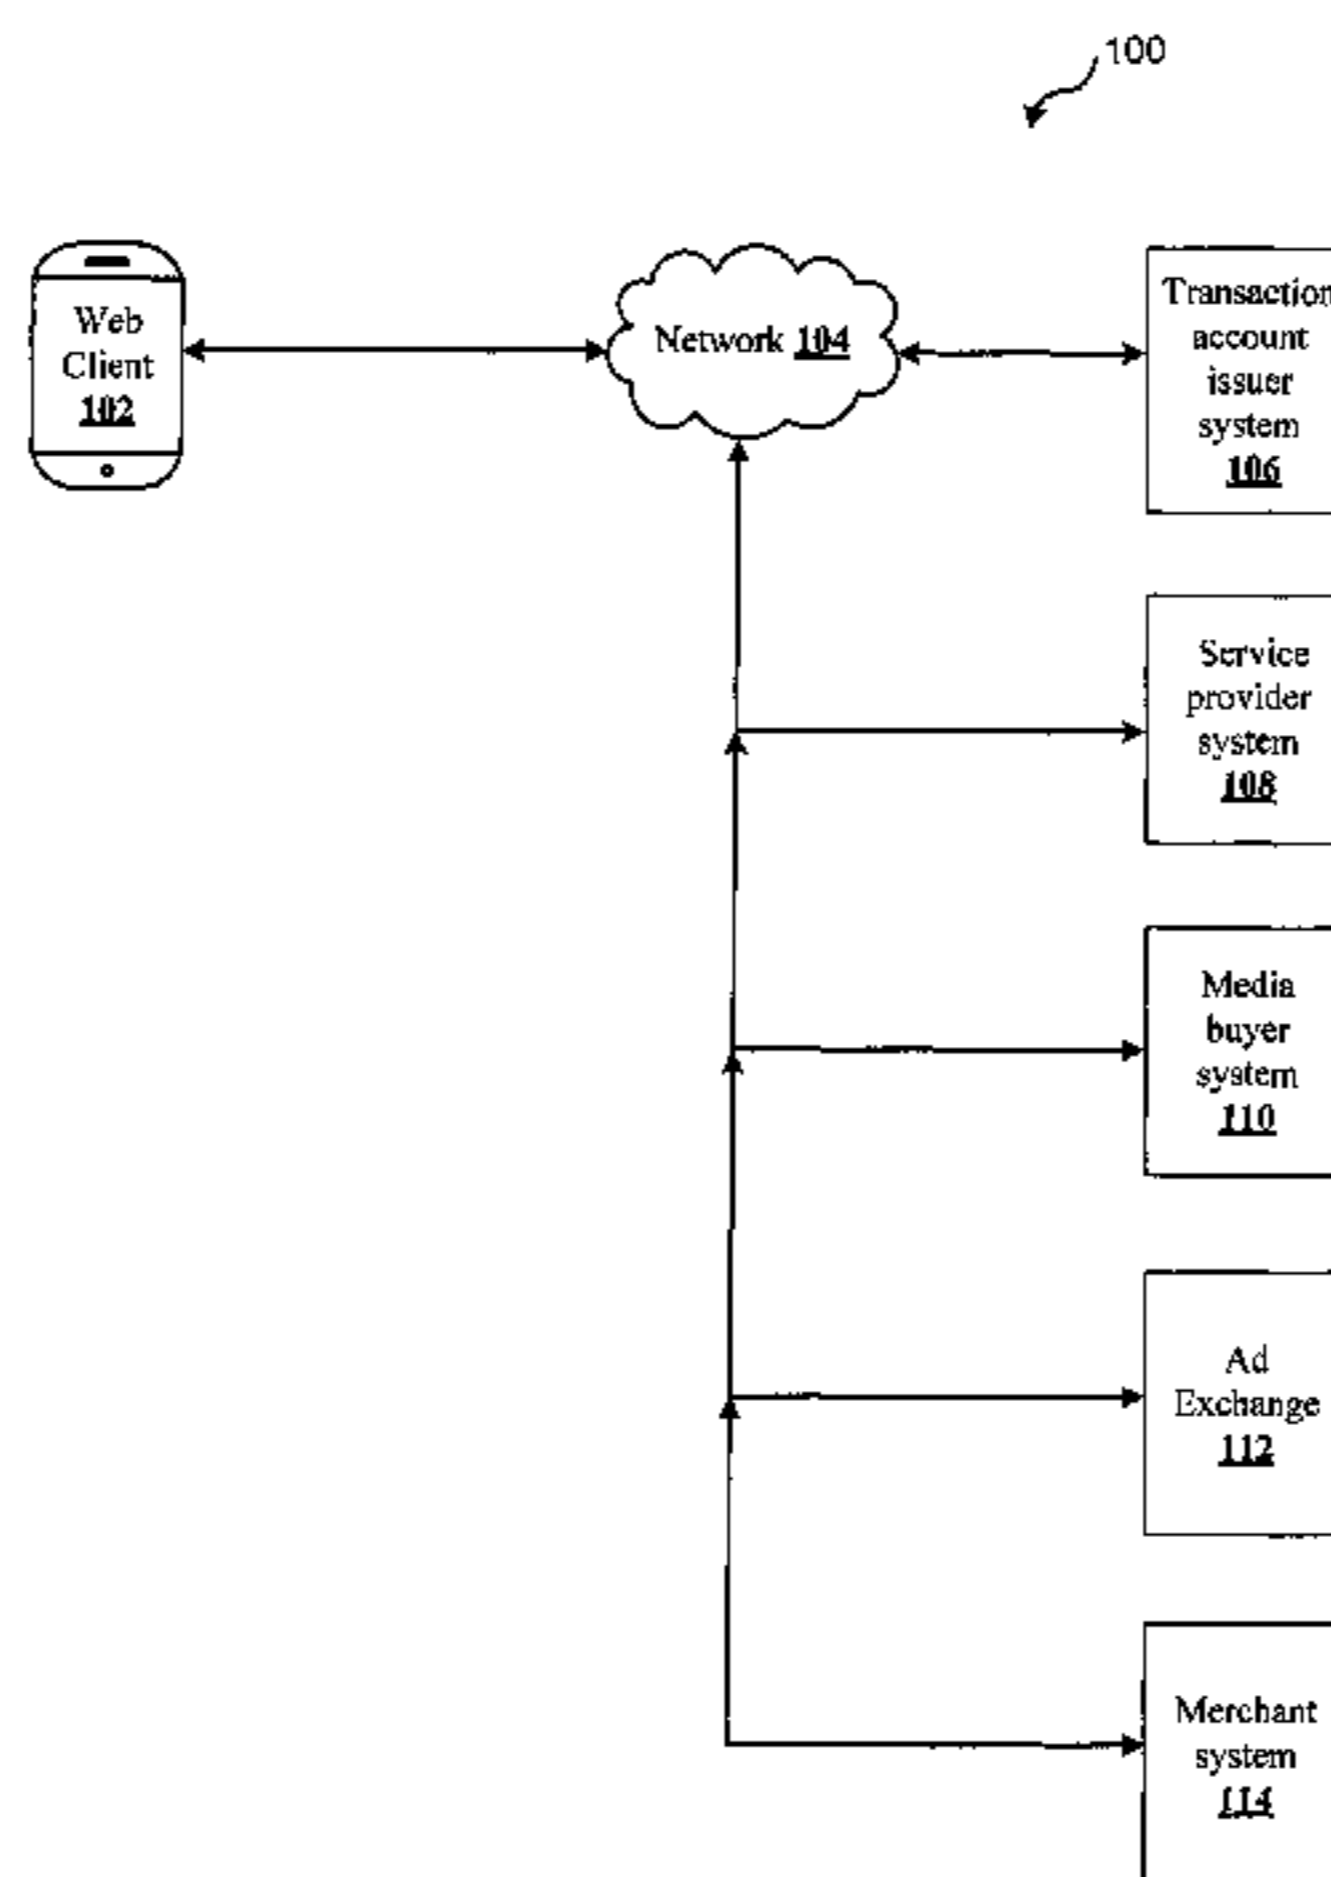 100
Web
Client
102
Network 104
Transaction
account
issuer
system
106
Service
provider
system
108
Media
buyer
system
110
Ad
Exchange
112
Merchant
system
114